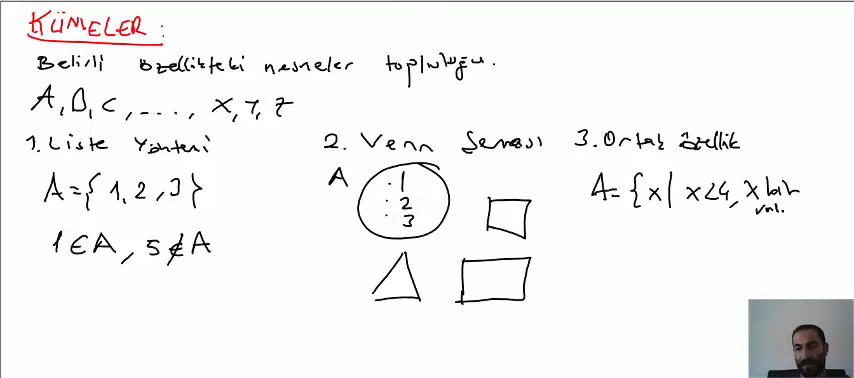 KÜMELER:
Belirli özellikteki nesneler topluluğu.
A, B, C, ..., X, Y, Z
1. Liste Yöntemi
A={1,2,3}
1∈A, 5∉A
2. Venn Şeması
A
.1
.2
.3
3. Ortak özellik
A={x| x<4, x bir